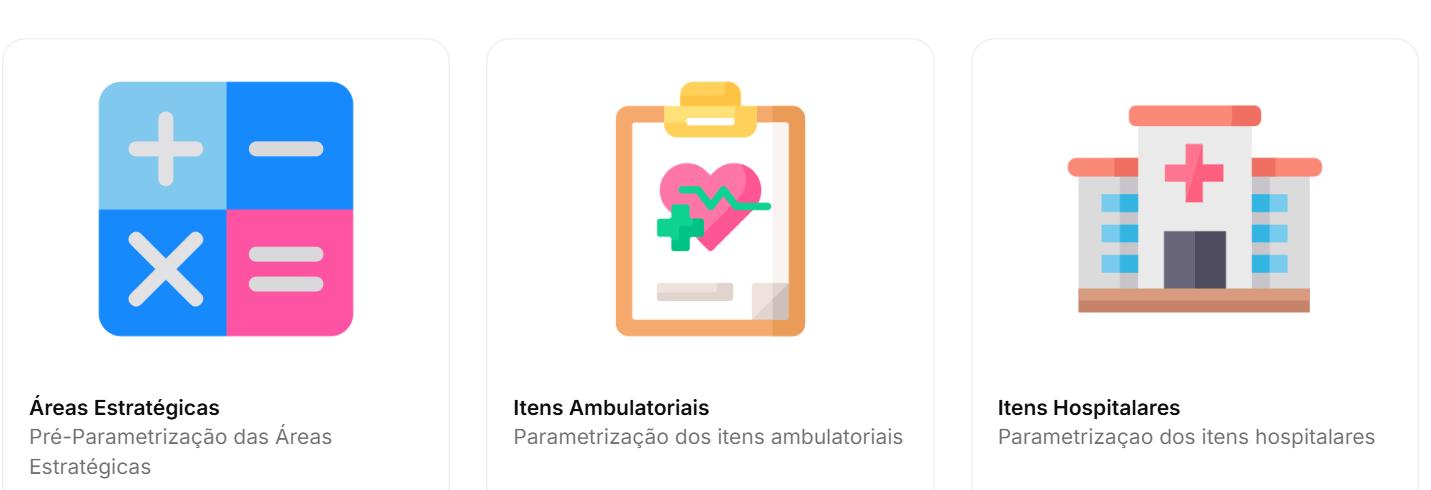 Áreas Estratégicas
Pré-Parametrização das Áreas
Estratégicas
Itens Ambulatoriais
Parametrização dos itens ambulatoriais
Itens Hospitalares
Parametrizaçao dos itens hospitalares